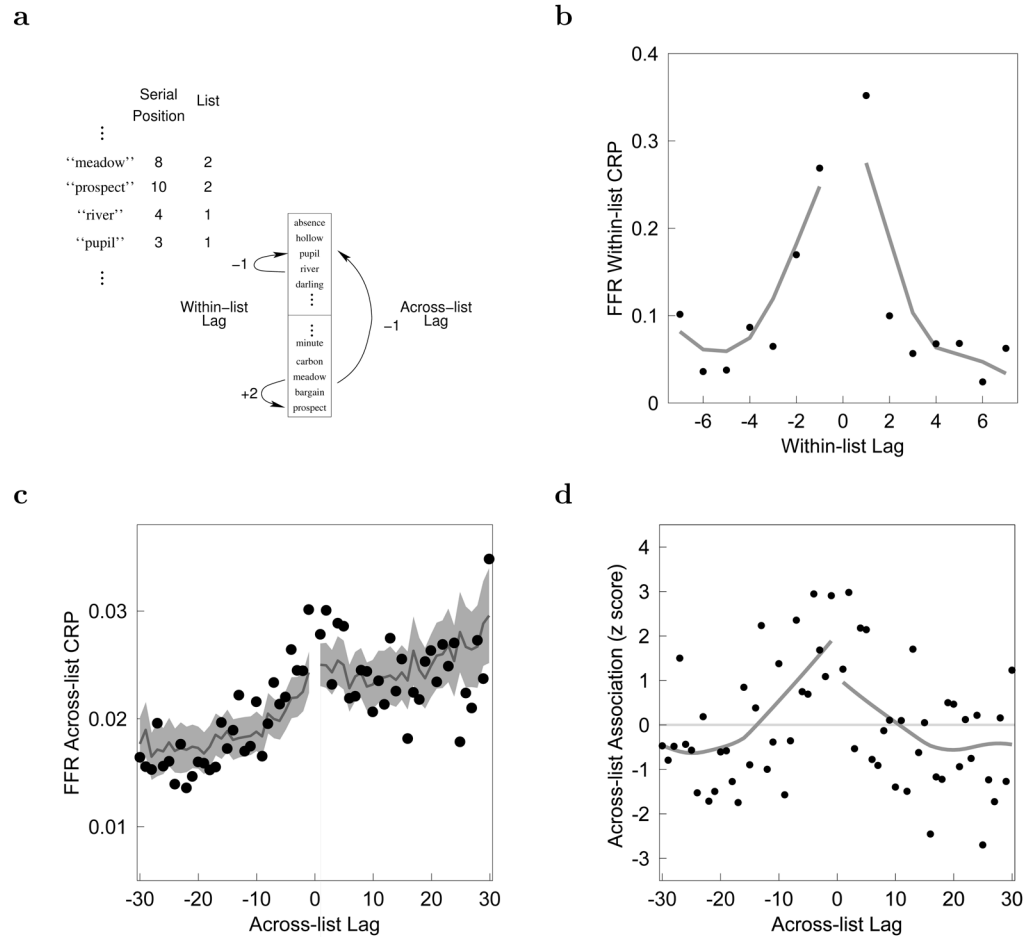 a
Serial
Position
List
⋮
‘‘meadow’’ 8 2
‘‘prospect’’ 10 2
‘‘river’’ 4 1
‘‘pupil’’ 3 1
⋮
absence
hollow
pupil
river
darling
⋮
⋮
minute
carbon
meadow
bargain
prospect
−1
Within−list
Lag
+2
Across−list
Lag
−1
b
FFR Within-list CRP
0.4
0.3
0.2
0.1
0
-6 -4 -2 0 2 4 6
Within-list Lag
c
FFR Across-list CRP
0.03
0.02
0.01
-30 -20 -10 0 10 20 30
Across-list Lag
d
Across-list Association (z score)
4
3
2
1
0
-1
-2
-3
-30 -20 -10 0 10 20 30
Across-list Lag